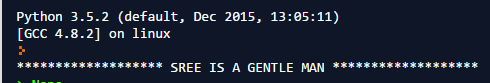 Python 3.5.2 (default, Dec 2015, 13:05:11)
[GCC 4.8.2] on linux
******************* SREE IS A GENTLE MAN *******************